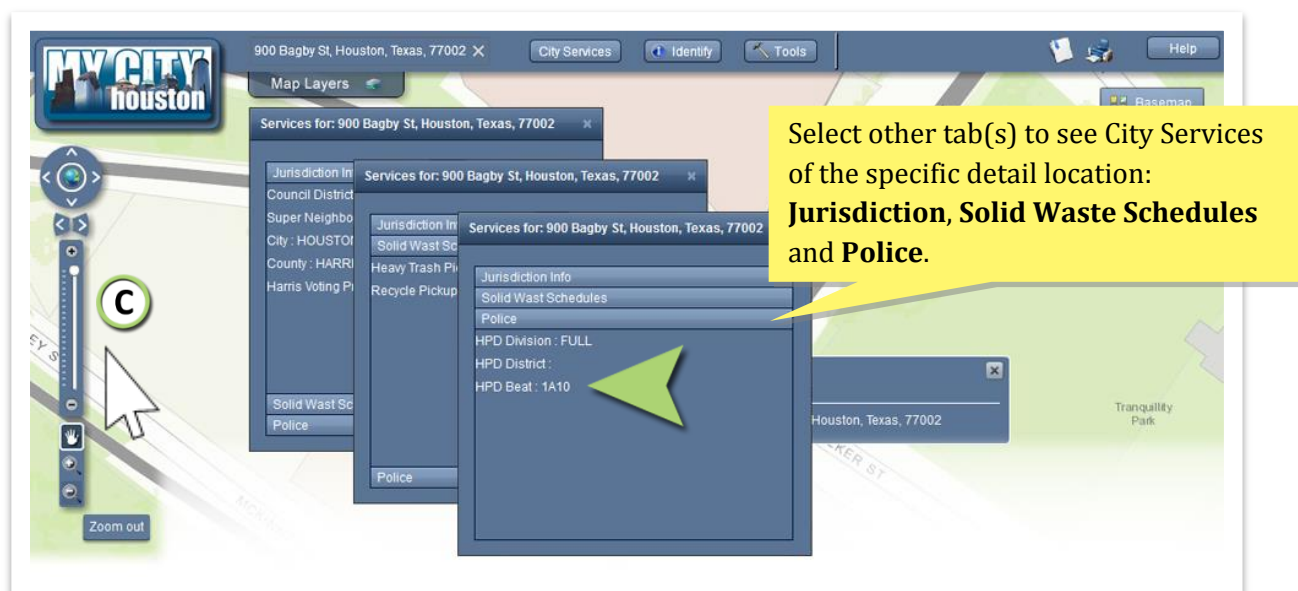 MY CITY
houston
900 Bagby St, Houston, Texas, 77002 ✕
City Services
Identify
Tools
Help
Map Layers
Basemap
Services for: 900 Bagby St, Houston, Texas, 77002
Jurisdiction In
Council District
Super Neighbo
City : HOUSTO
County : HARRI
Harris Voting P
Solid Wast Sc
Police
Services for: 900 Bagby St, Houston, Texas, 77002
Jurisdiction In
Solid Wast Sc
Heavy Trash Pi
Recycle Pickup
Police
Services for: 900 Bagby St, Houston, Texas, 77002
Jurisdiction Info
Solid Wast Schedules
Police
HPD Division : FULL
HPD District :
HPD Beat : 1A10
Select other tab(s) to see City Services
of the specific detail location:
Jurisdiction, Solid Waste Schedules
and Police.
C
Houston, Texas, 77002
Tranquility
Park
KER ST
EY S
Zoom out